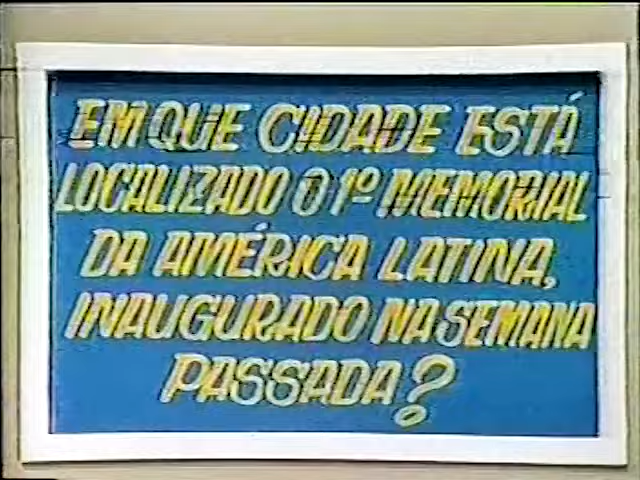 EM QUE CIDADE ESTÁ
LOCALIZADO O 1º MEMORIAL
DA AMÉRICA LATINA,
INAUGURADO NA SEMANA
PASSADA?